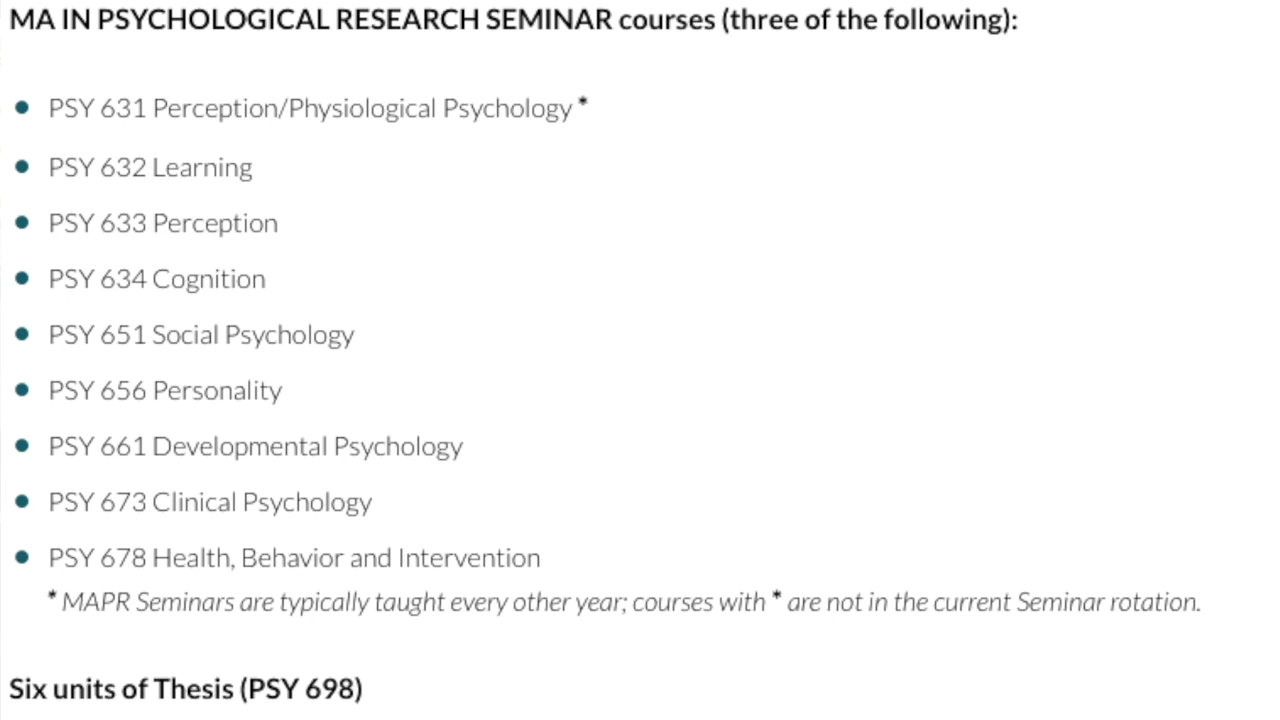 MA IN PSYCHOLOGICAL RESEARCH SEMINAR courses (three of the following):
• PSY 631 Perception/Physiological Psychology *
• PSY 632 Learning
• PSY 633 Perception
• PSY 634 Cognition
• PSY 651 Social Psychology
• PSY 656 Personality
• PSY 661 Developmental Psychology
• PSY 673 Clinical Psychology
• PSY 678 Health, Behavior and Intervention
* MAPR Seminars are typically taught every other year; courses with * are not in the current Seminar rotation.
Six units of Thesis (PSY 698)